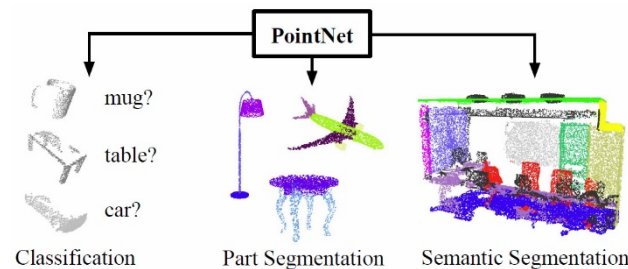 PointNet
mug?
table?
car?
Classification
Part Segmentation
Semantic Segmentation